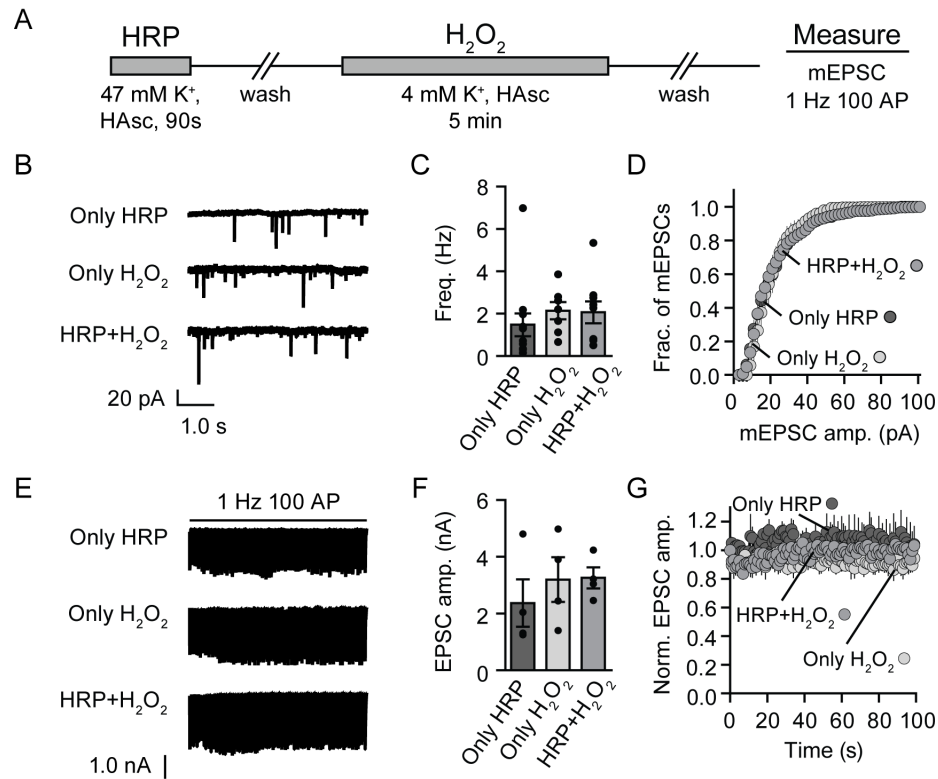 A
HRP
H₂O₂
Measure
47 mM K⁺,
HAsc, 90s
wash
4 mM K⁺, HAsc
5 min
wash
mEPSC
1 Hz 100 AP
B
Only HRP
Only H₂O₂
HRP+H₂O₂
20 pA
1.0 s
C
Freq. (Hz)
8
6
4
2
0
Only HRP
Only H₂O₂
HRP+H₂O₂
D
Frac. of mEPSCs
1.0
0.8
0.6
0.4
0.2
0.0
HRP+H₂O₂
Only HRP
Only H₂O₂
0 20 40 60 80 100
mEPSC amp. (pA)
E
1 Hz 100 AP
Only HRP
Only H₂O₂
HRP+H₂O₂
1.0 nA
F
EPSC amp. (nA)
6
4
2
0
Only HRP
Only H₂O₂
HRP+H₂O₂
G
Norm. EPSC amp.
1.2
1.0
0.8
0.6
0.4
0.2
0.0
Only HRP
HRP+H₂O₂
Only H₂O₂
0 20 40 60 80 100
Time (s)